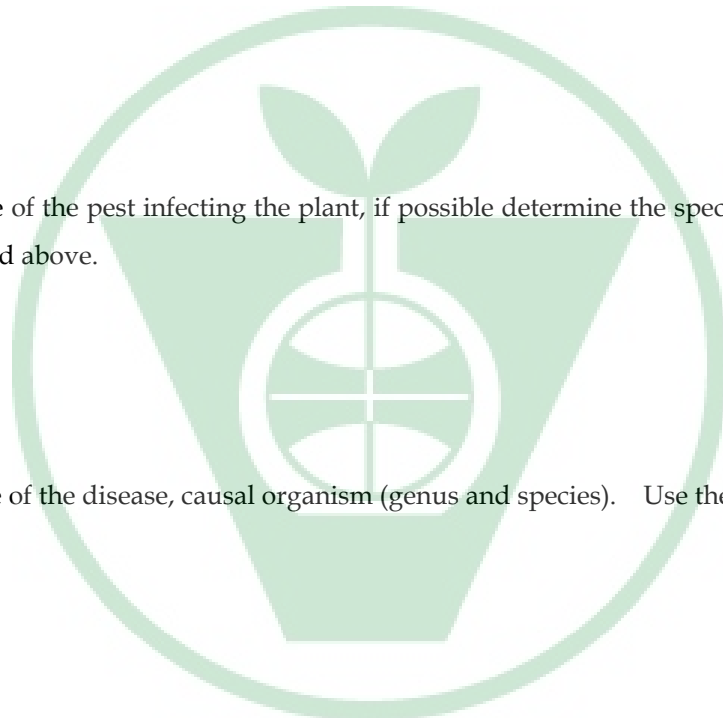 e of the pest infecting the plant, if possible determine the spec
d above.
e of the disease, causal organism (genus and species). Use the